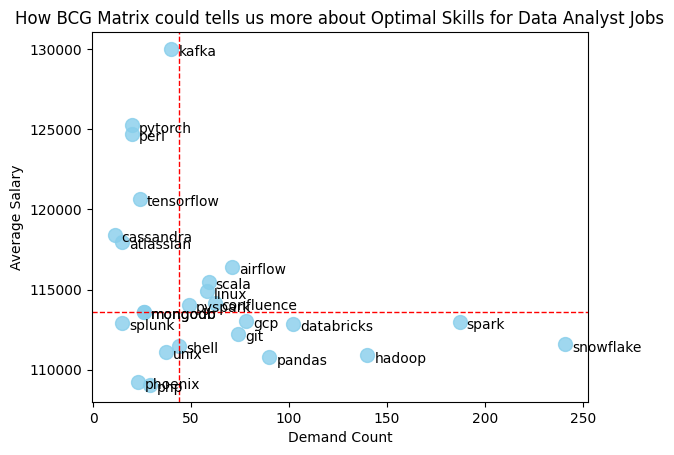 How BCG Matrix could tells us more about Optimal Skills for Data Analyst Jobs
130000
125000
120000
115000
110000
Average Salary
kafka
pytorch
perl
tensorflow
cassandra
atlassian
airflow
scala
linux
confluence
pyspark
mongodb
splunk
gcp
databricks
spark
git
snowflake
shell
unix
pandas
hadoop
phoenix
php
0
50
100
150
200
250
Demand Count